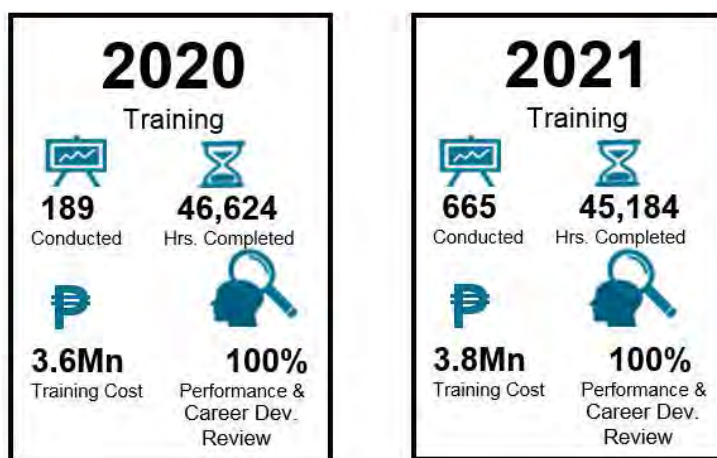 2020
Training
189
Conducted
46,624
Hrs. Completed
₱
3.6Mn
Training Cost
100%
Performance &
Career Dev.
Review
2021
Training
665
Conducted
45,184
Hrs. Completed
₱
3.8Mn
Training Cost
100%
Performance &
Career Dev.
Review